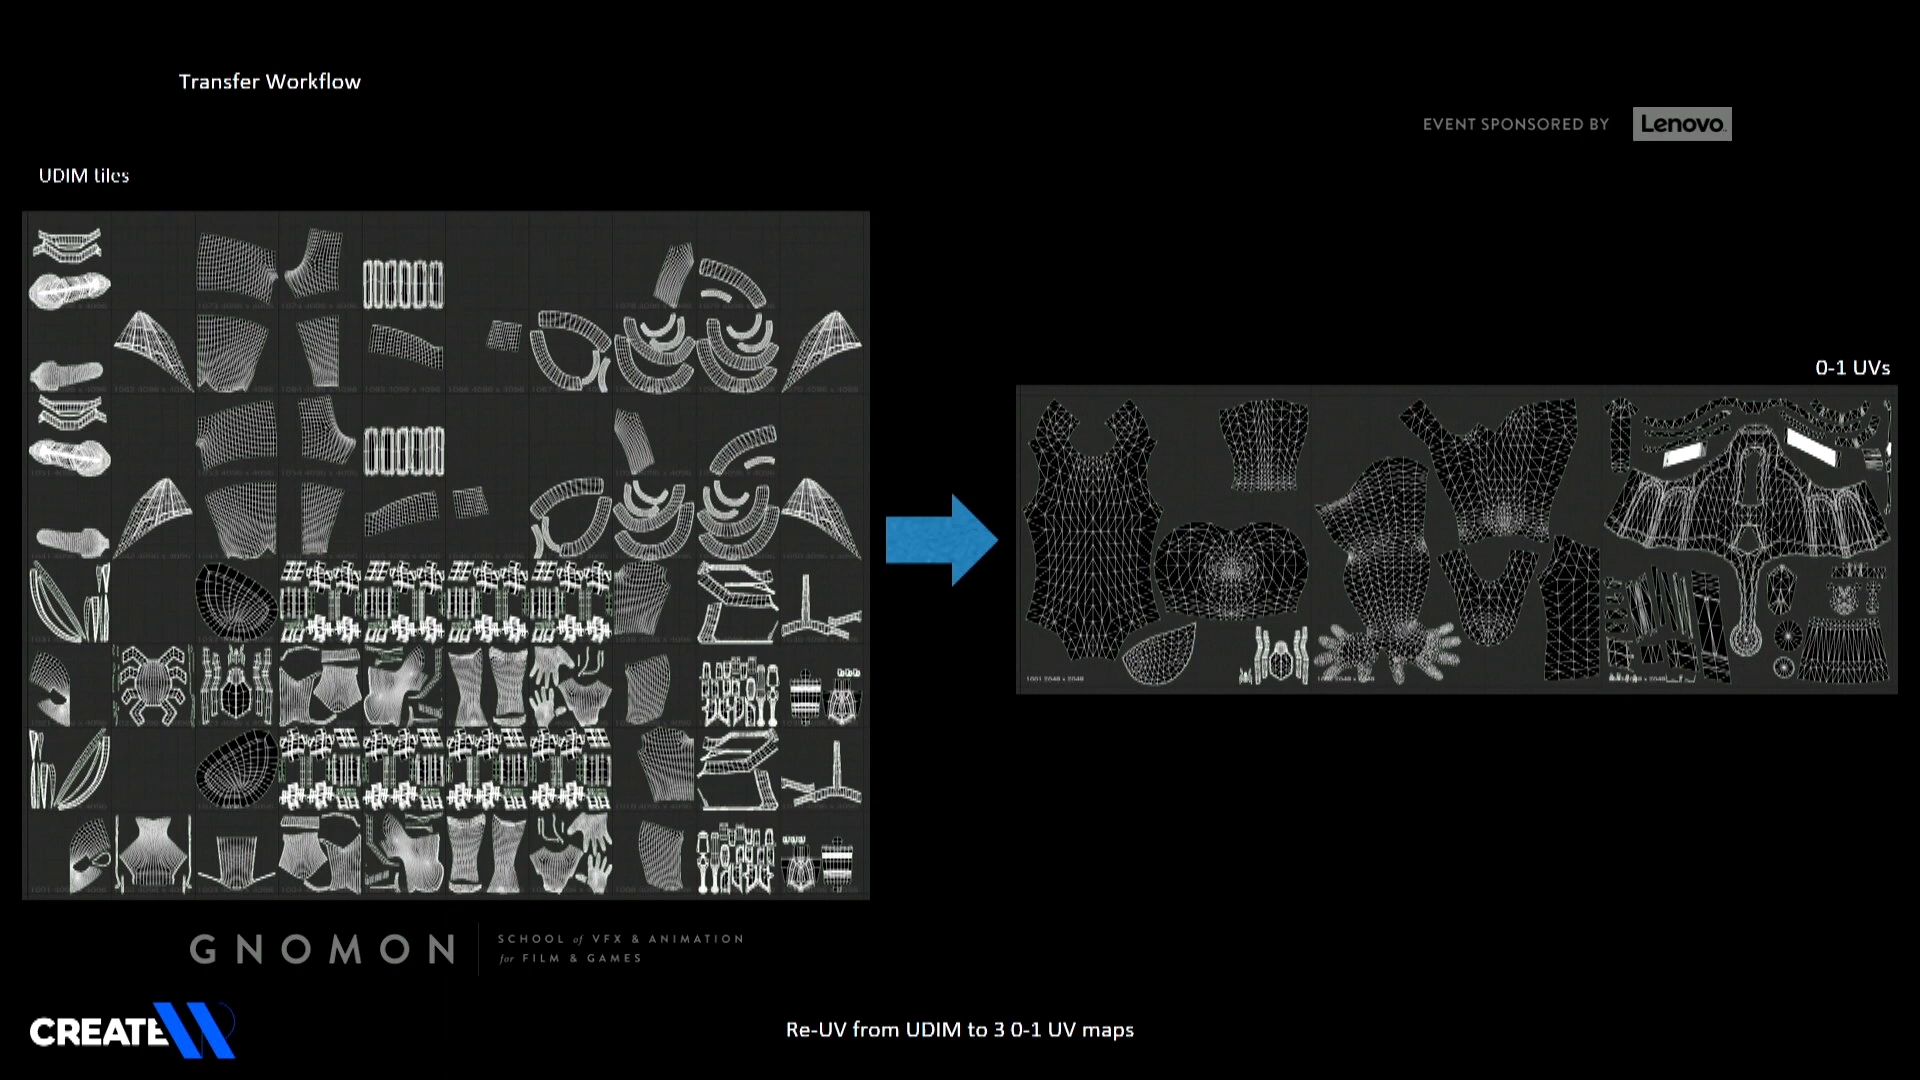 Transfer Workflow
EVENT SPONSORED BY Lenovo
UDIM tiles
0-1 UVs
GNOMON
SCHOOL of VFX & ANIMATION
for FILM & GAMES
CREATE
Re-UV from UDIM to 3 0-1 UV maps